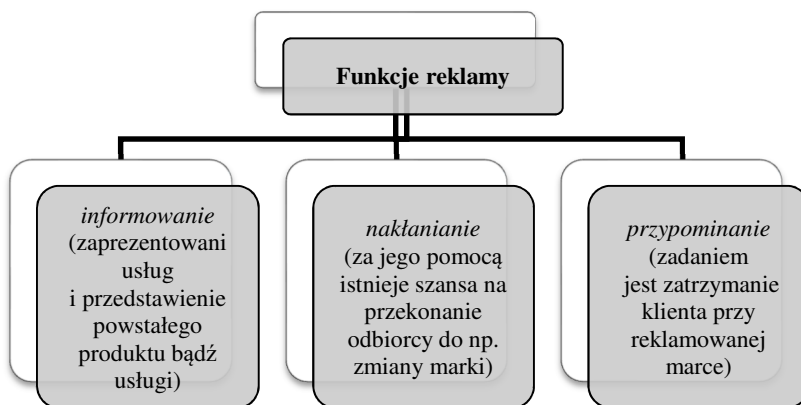 Funkcje reklamy
informowanie
(zaprezentowani
usług
i przedstawienie
powstałego
produktu bądź
usługi)
nakłanianie
(za jego pomocą
istnieje szansa na
przekonanie
odbiorcy do np.
zmiany marki)
przypominanie
(zadaniem
jest zatrzymanie
klienta przy
reklamowanej
marce)